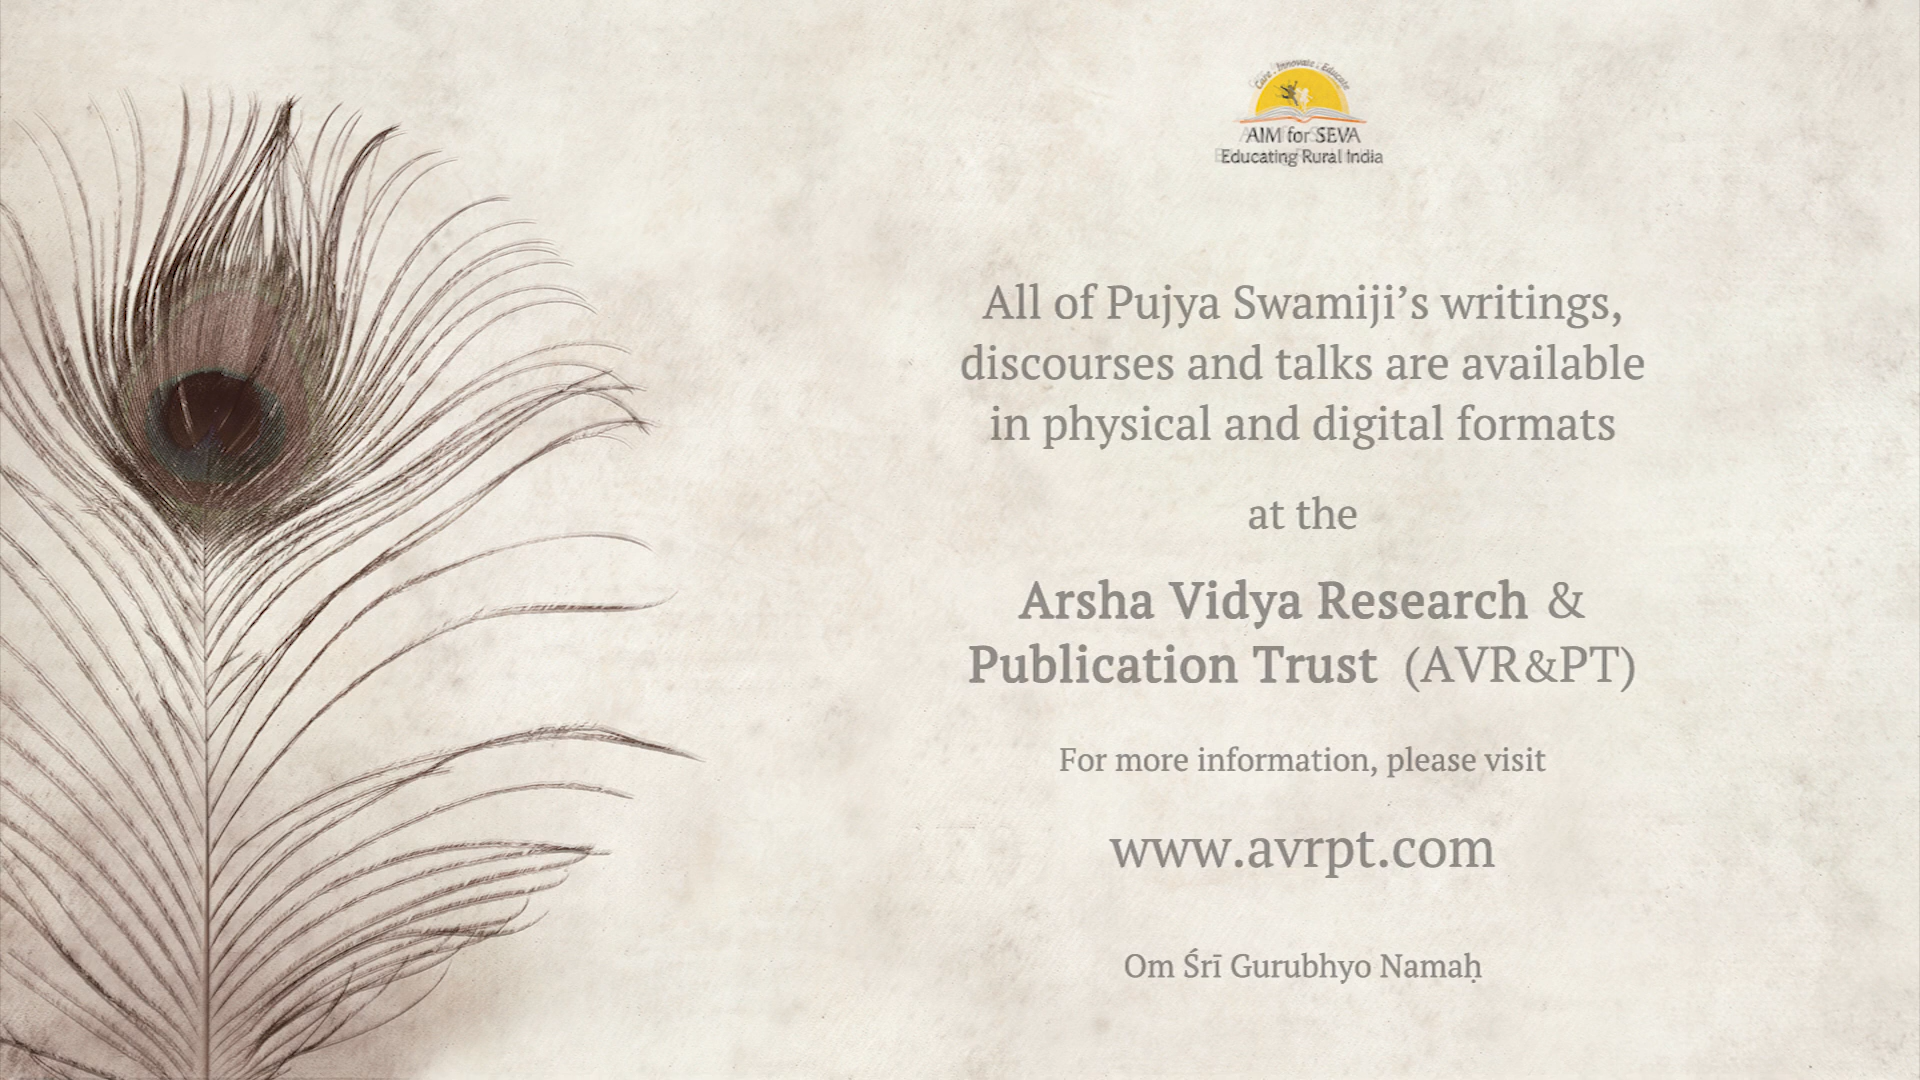 Care . Innovate . Educate
AIM for SEVA
Educating Rural India
All of Pujya Swamiji’s writings,
discourses and talks are available
in physical and digital formats
at the
Arsha Vidya Research &
Publication Trust (AVR&PT)
For more information, please visit
www.avrpt.com
Om Śrī Gurubhyo Namaḥ